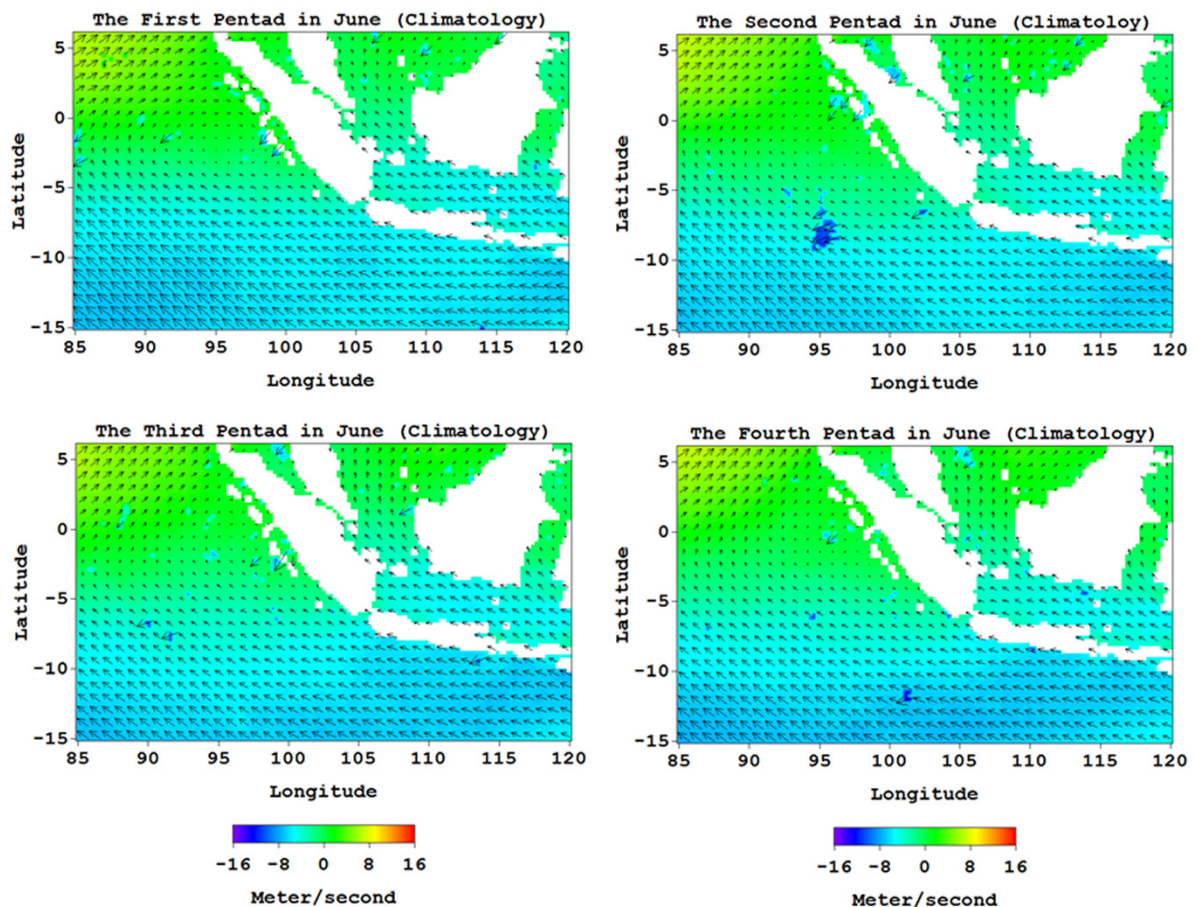 The First Pentad in June (Climatology)
5
0
-5
-10
-15
Latitude
85 90 95 100 105 110 115 120
Longitude
The Second Pentad in June (Climatoloy)
5
0
-5
-10
-15
Latitude
85 90 95 100 105 110 115 120
Longitude
The Third Pentad in June (Climatology)
5
0
-5
-10
-15
Latitude
85 90 95 100 105 110 115 120
Longitude
The Fourth Pentad in June (Climatology)
5
0
-5
-10
-15
Latitude
85 90 95 100 105 110 115 120
Longitude
-16 -8 0 8 16
Meter/second
-16 -8 0 8 16
Meter/second